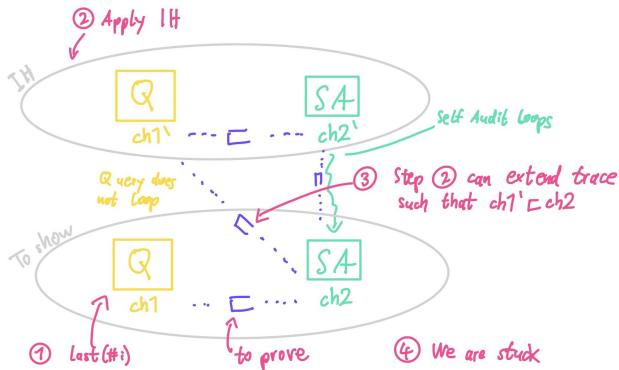 ② Apply IH
IH
Q
SA
ch1'
⊏
ch2'
Self Audit loops
Query does
not loop
⊏
③ Step ② can extend trace
such that ch1' ⊏ ch2
⊏
To show
Q
SA
ch1
⊏
ch2
① last(#i)
to prove
④ We are stuck